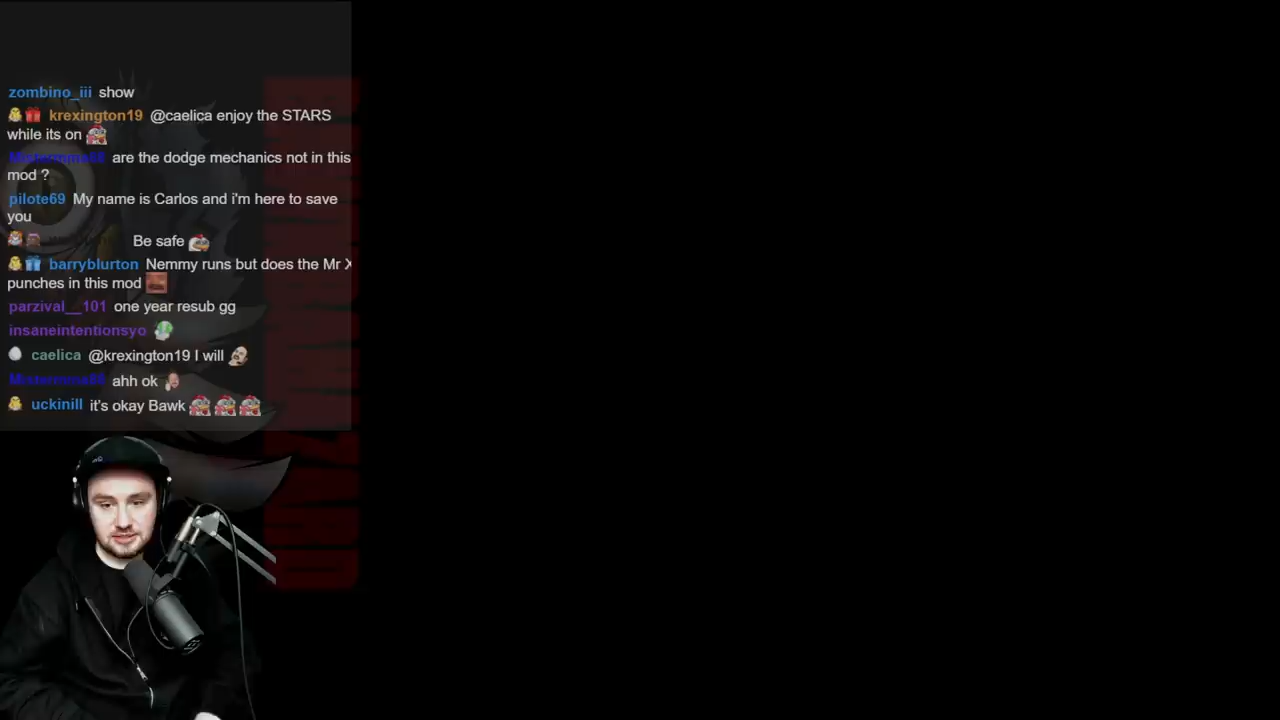 zombino_iii show
krexington19 @caelica enjoy the STARS
while its on
are the dodge mechanics not in this
mod ?
pilote69 My name is Carlos and i'm here to save
you
Be safe
barryblurton Nemmy runs but does the Mr X
punches in this mod
parzival__101 one year resub gg
insaneintentionsyo
caelica @krexington19 I will
ahh ok
uckinill it's okay Bawk